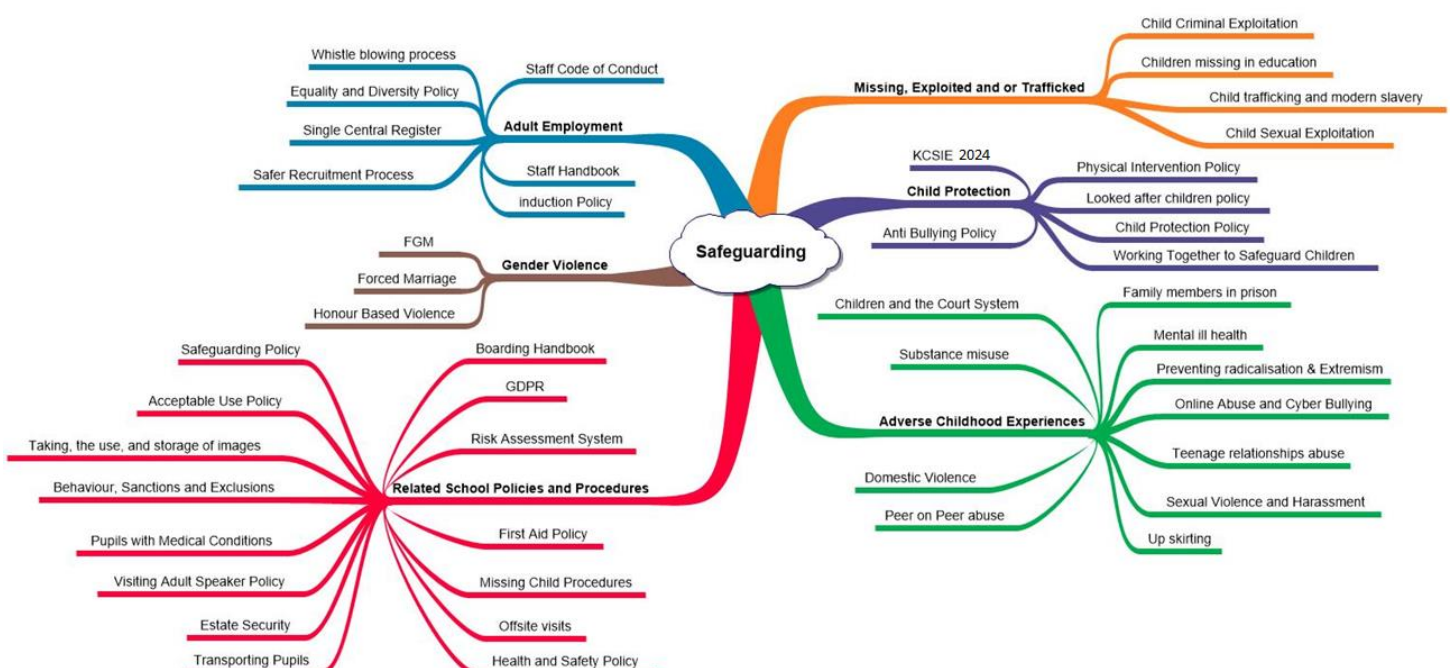 Safeguarding
Missing, Exploited and or Trafficked
Child Criminal Exploitation
Children missing in education
Child trafficking and modern slavery
Child Sexual Exploitation
Child Protection
KCSIE 2024
Anti Bullying Policy
Physical Intervention Policy
Looked after children policy
Child Protection Policy
Working Together to Safeguard Children
Adverse Childhood Experiences
Children and the Court System
Substance misuse
Domestic Violence
Peer on Peer abuse
Family members in prison
Mental ill health
Preventing radicalisation & Extremism
Online Abuse and Cyber Bullying
Teenage relationships abuse
Sexual Violence and Harassment
Up skirting
Related School Policies and Procedures
Boarding Handbook
GDPR
Risk Assessment System
First Aid Policy
Missing Child Procedures
Offsite visits
Health and Safety Policy
Safeguarding Policy
Acceptable Use Policy
Taking, the use, and storage of images
Behaviour, Sanctions and Exclusions
Pupils with Medical Conditions
Visiting Adult Speaker Policy
Estate Security
Transporting Pupils
Gender Violence
FGM
Forced Marriage
Honour Based Violence
Adult Employment
Whistle blowing process
Equality and Diversity Policy
Single Central Register
Safer Recruitment Process
Staff Code of Conduct
Staff Handbook
induction Policy